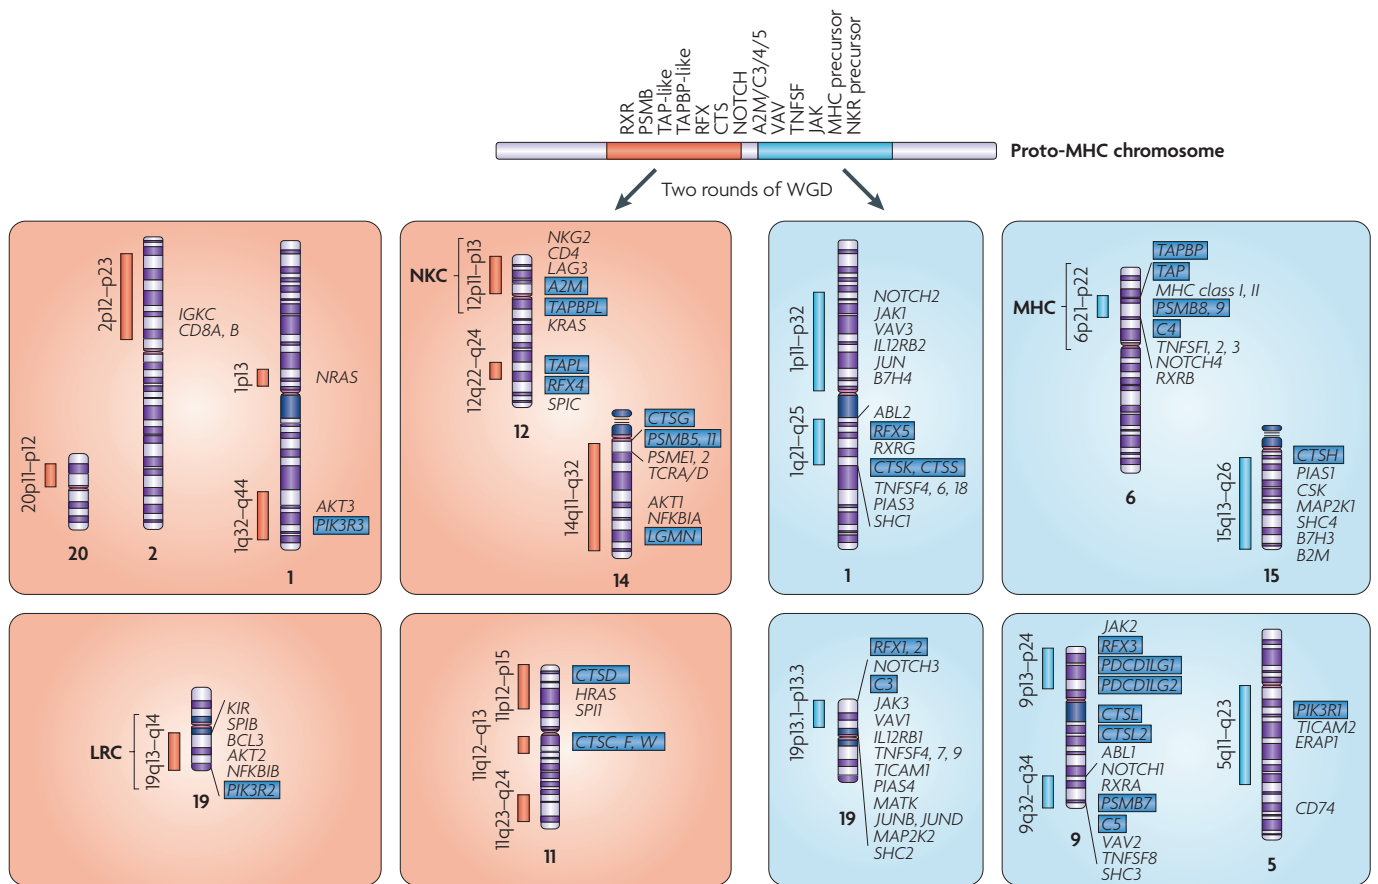 RXR
PSMB
TAP-like
TAPBP-like
RFX
CTS
NOTCH
A2M/C3/4/5
VAV
TNFSF
JAK
MHC precursor
NKR precursor
Proto-MHC chromosome
Two rounds of WGD
2p12–p23
IGKC
CD8A, B
1p13
NRAS
20p11–p12
1q32–q44
AKT3
PIK3R3
20
2
1
NKC
12p11–p13
NKG2
CD4
LAG3
A2M
TAPBPL
KRAS
12q22–q24
TAPL
RFX4
SPIC
12
14q11–q32
CTSG
PSMB5, 11
PSME1, 2
TCRA/D
AKT1
NFKBIA
LGMN
14
1p11–p32
NOTCH2
JAK1
VAV3
IL12RB2
JUN
B7H4
1q21–q25
ABL2
RFX5
RXRG
CTSK, CTSS
TNFSF4, 6, 18
PIAS3
SHC1
1
MHC
6p21–p22
TAPBP
TAP
MHC class I, II
PSMB8, 9
C4
TNFSF1, 2, 3
NOTCH4
RXRB
6
15q13–q26
CTSH
PIAS1
CSK
MAP2K1
SHC4
B7H3
B2M
15
LRC
19q13–q14
KIR
SPIB
BCL3
AKT2
NFKBIB
PIK3R2
19
11p12–p15
CTSD
HRAS
SPI1
11q12–q13
CTSC, F, W
11q23–q24
11
19p13.1–p13.3
RFX1, 2
NOTCH3
C3
JAK3
VAV1
IL12RB1
TNFSF4, 7, 9
TICAM1
PIAS4
MATK
JUNB, JUND
MAP2K2
SHC2
19
9p13–p24
JAK2
RFX3
PDCD1LG1
PDCD1LG2
CTSL
CTSL2
ABL1
NOTCH1
RXRA
9q32–q34
PSMB7
C5
VAV2
TNFSF8
SHC3
9
5q11–q23
PIK3R1
TICAM2
ERAP1
CD74
5